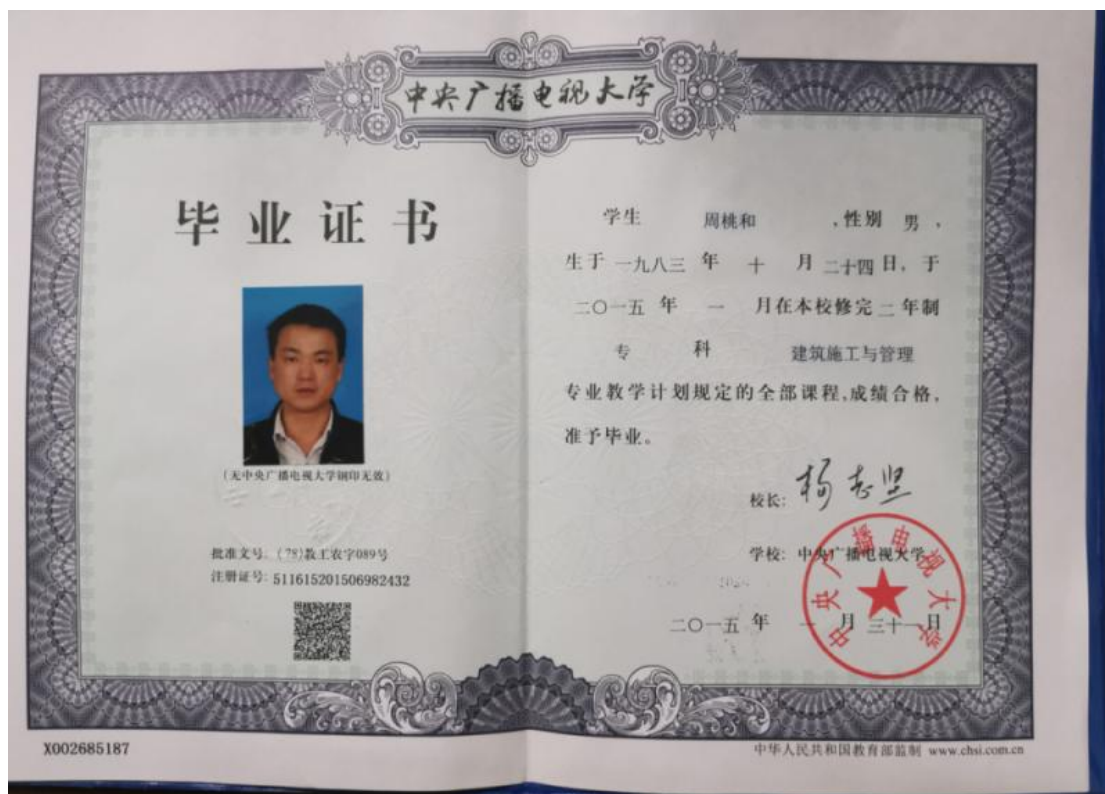 中央广播电视大学
毕业证书
(无中央广播电视大学钢印无效)
批准文号: (78)教工农字089号
注册证号: 511615201506982432
X002685187
学生 周桃和 ,性别 男 ,
生于 一九八三 年 十 月 二十四 日, 于
二〇一五 年 一 月在本校修完 二 年制
专 科 建筑施工与管理
专业教学计划规定的全部课程,成绩合格,
准予毕业。
校长: 杨志坚
学校: 中央广播电视大学
中央广播电视大学
二〇一五 年 一 月 三十一 日
中华人民共和国教育部监制 www.chsi.com.cn